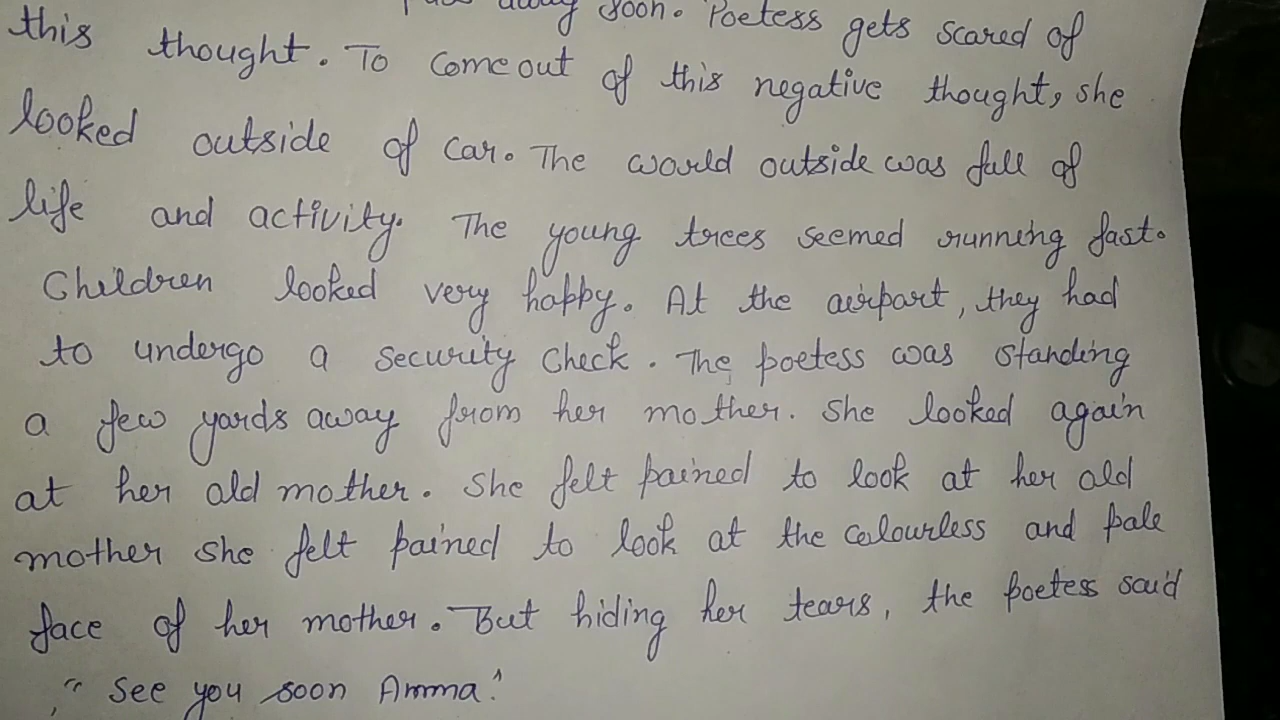 away soon. Poetess gets scared of
this thought. To come out of this negative thought, she
looked outside of car. The world outside was full of
life and activity. The young trees seemed running fast.
Children looked very happy. At the airport, they had
to undergo a security check. The poetess was standing
a few yards away from her mother. She looked again
at her old mother. She felt pained to look at her old
mother she felt pained to look at the colourless and pale
face of her mother. But hiding her tears, the poetess said
" See you soon Amma."